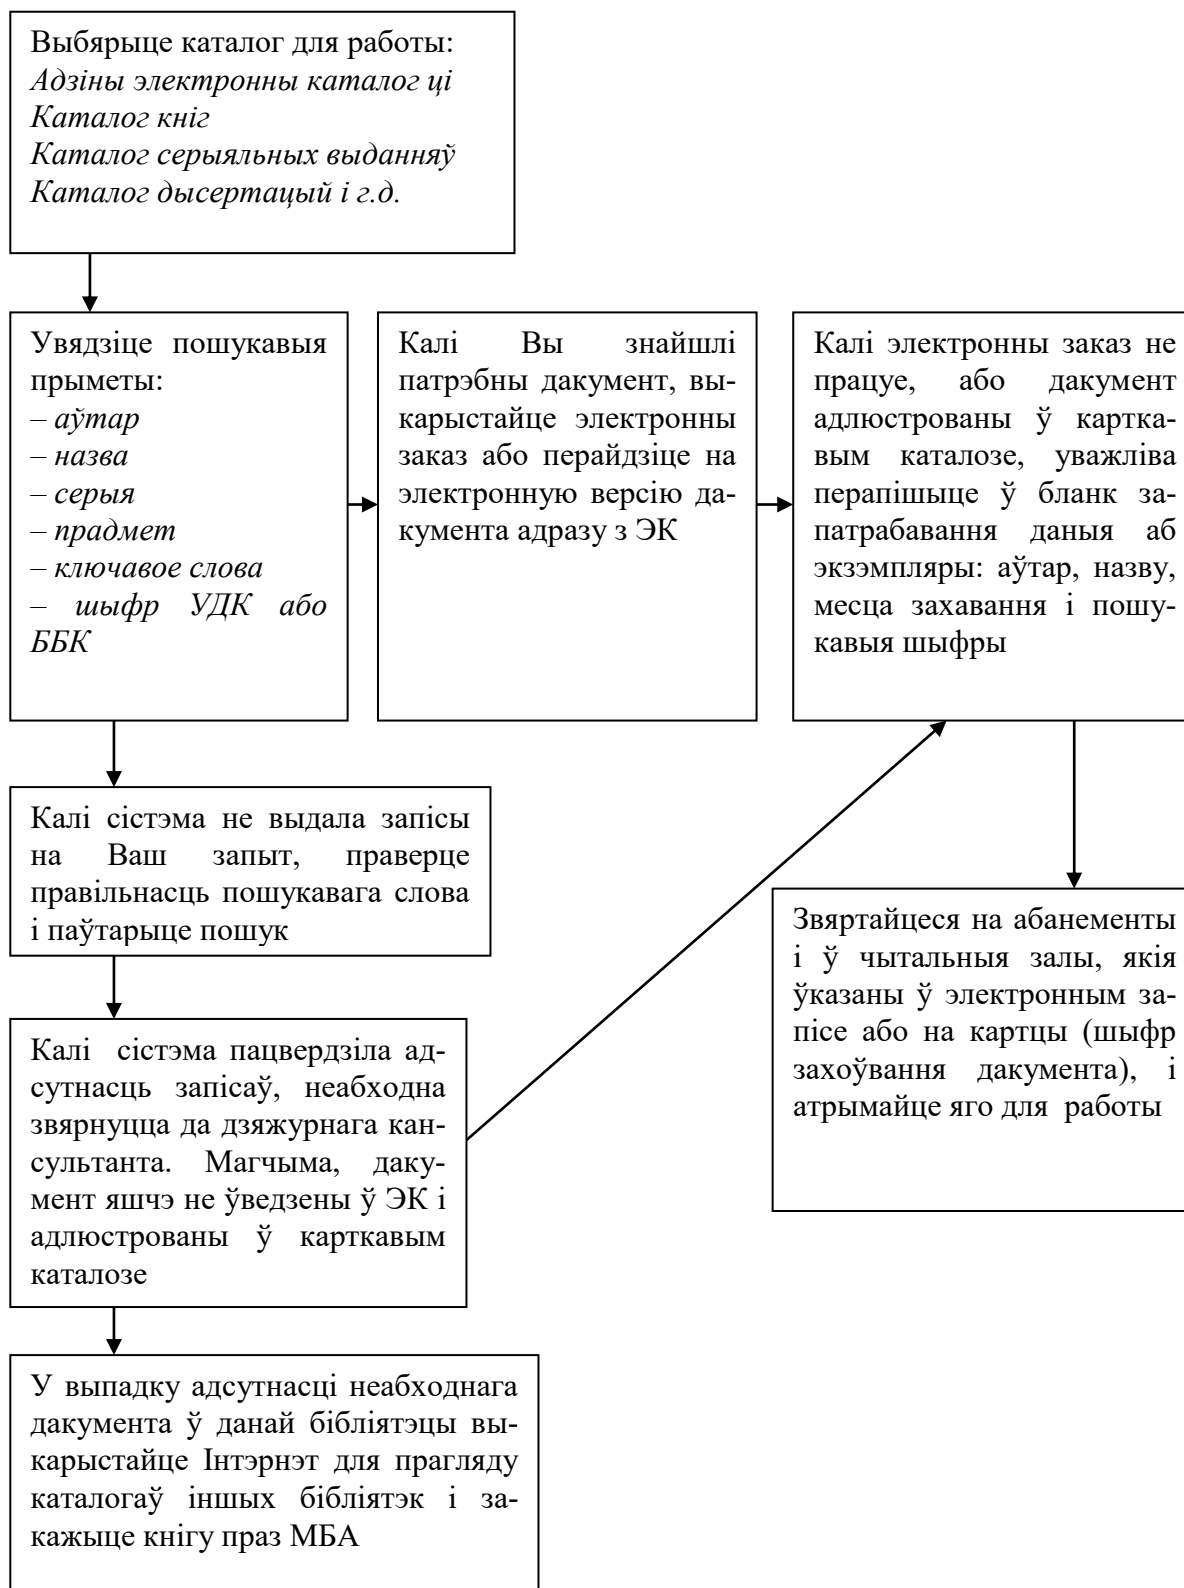 Выбярыце каталог для работы:
Адзіны электронны каталог ці
Каталог кніг
Каталог серыяльных выданняў
Каталог дысертацый і г.д.
Увядзіце пошукавыя
прыметы:
– аўтар
– назва
– серыя
– прадмет
– ключавое слова
– шыфр УДК або
ББК
Калі Вы знайшлі
патрэбны дакумент, вы-
карыстайце электронны
заказ або перайдзіце на
электронную версію да-
кумента адразу з ЭК
Калі электронны заказ не
працуе, або дакумент
адлюстрованы ў картка-
вым каталозе, уважліва
перапішыце ў бланк за-
патрабавання даныя аб
экзэмпляры: аўтар, назву,
месца захавання і пошу-
кавыя шыфры
Калі сістэма не выдала запісы
на Ваш запыт, праверце
правільнасць пошукавага слова
і паўтарыце пошук
Звяртайцеся на абанементы
і ў чытальныя залы, якія
ўказаны ў электронным за-
пісе або на картцы (шыфр
захоўвання дакумента), і
атрымайце яго для работы
Калі сістэма пацвердзіла ад-
сутнасць запісаў, неабходна
звярнуцца да дзяжурнага кан-
сультанта. Магчыма, даку-
мент яшчэ не ўведзены ў ЭК і
адлюстрованы ў карткавым
каталозе
У выпадку адсутнасці неабходнага
дакумента ў данай бібліятэцы вы-
карыстайце Інтэрнэт для прагляду
каталогаў іншых бібліятэк і за-
кажыце кнігу праз МБА